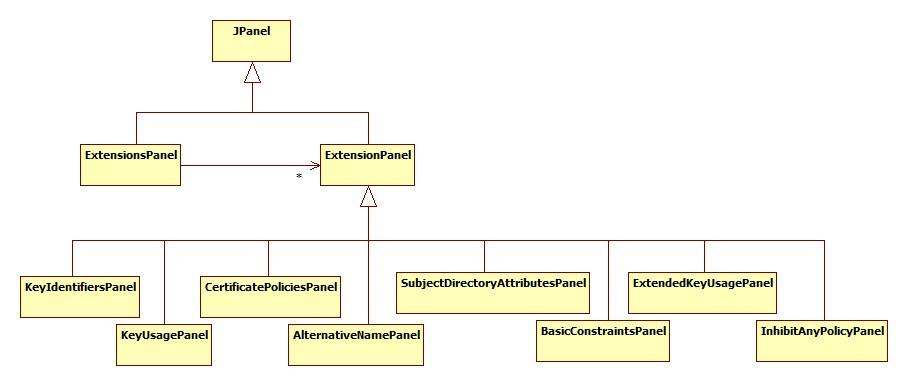 JPanel
ExtensionsPanel
ExtensionPanel
*
KeyIdentifiersPanel
CertificatePoliciesPanel
SubjectDirectoryAttributesPanel
ExtendedKeyUsagePanel
KeyUsagePanel
AlternativeNamePanel
BasicConstraintsPanel
InhibitAnyPolicyPanel